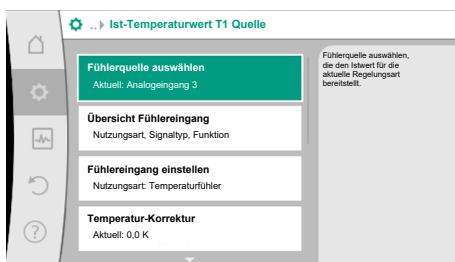 ..▸ Ist-Temperaturwert T1 Quelle
Fühlerquelle auswählen
Aktuell: Analogeingang 3
Übersicht Fühlereingang
Nutzungsart, Signaltyp, Funktion
Fühlereingang einstellen
Nutzungsart: Temperaturfühler
Temperatur-Korrektur
Aktuell: 0,0 K
Fühlerquelle auswählen,
die den Istwert für die
aktuelle Regelungsart
bereitstellt.
?